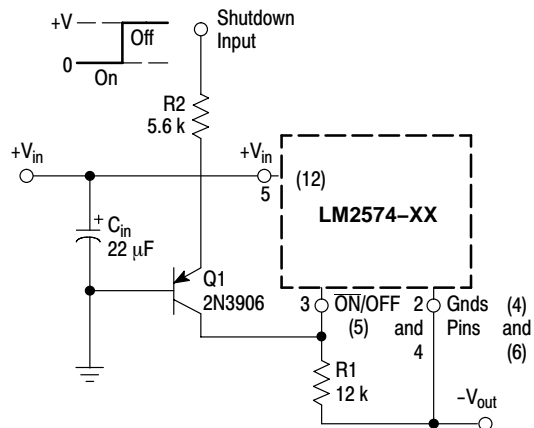 +V
Off
0
On
Shutdown
Input
R2
5.6 k
+Vin
+Vin
5
(12)
LM2574–XX
+
Cin
22 µF
Q1
2N3906
3
ON/OFF
(5)
2
and
4
Gnds
Pins
(4)
and
(6)
R1
12 k
–Vout